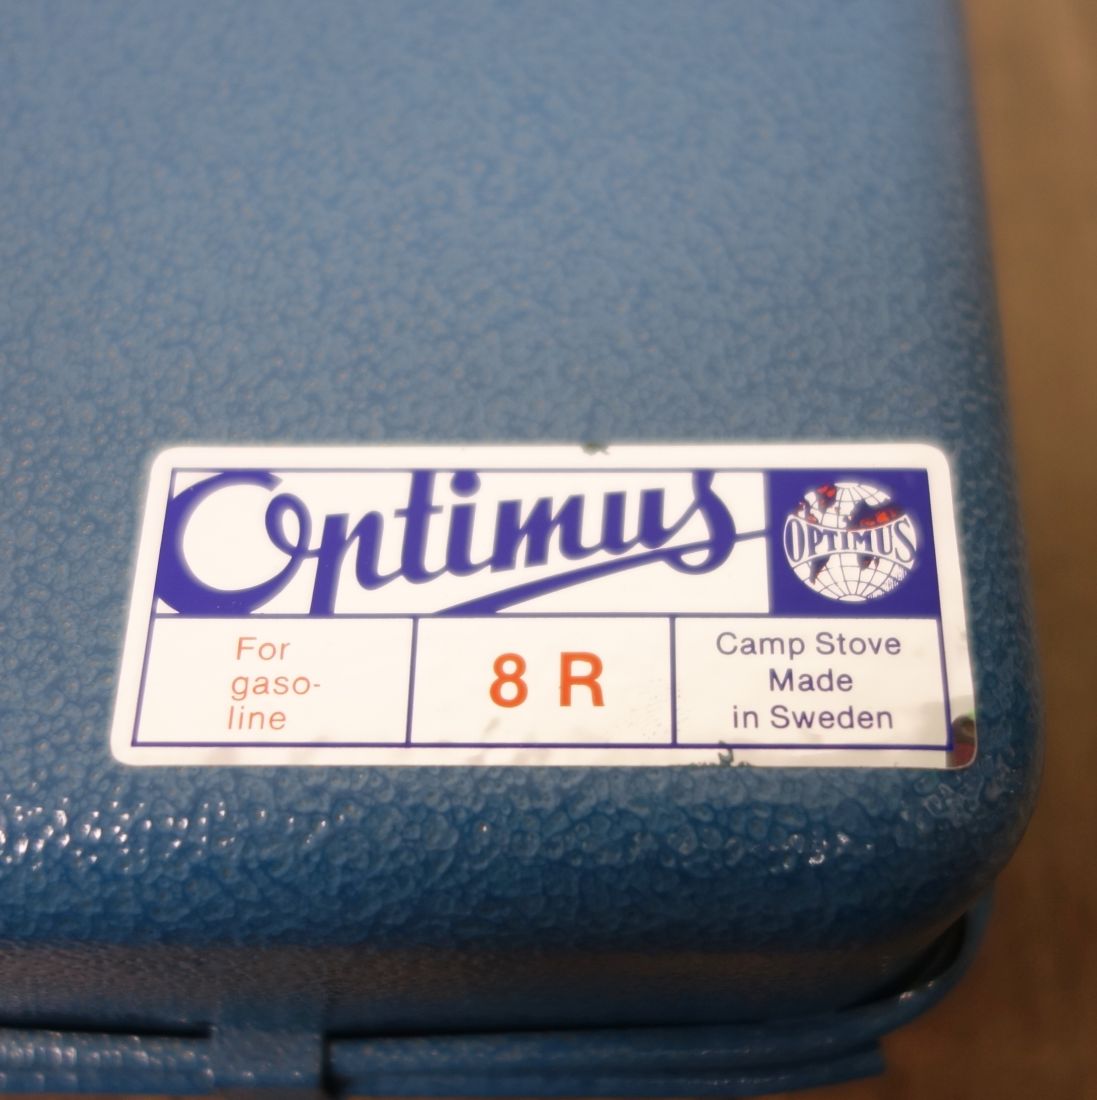 Optimus
OPTIMUS
For
gaso-
line
8 R
Camp Stove
Made
in Sweden